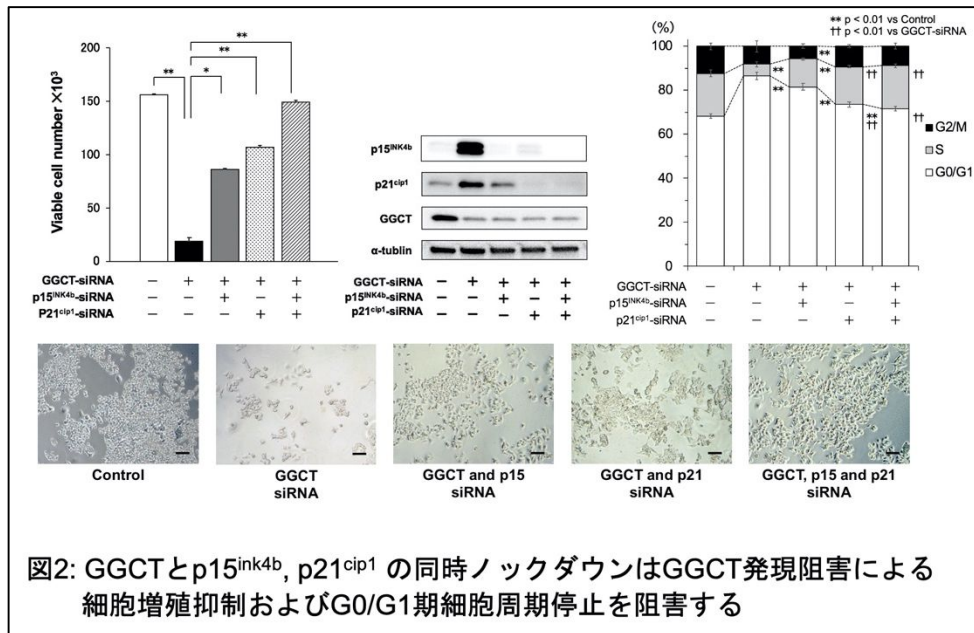 **
**
** *
200
150
100
50
0
Viable cell number ×10³
GGCT-siRNA − + + + +
p15INK4b-siRNA − − + − +
P21cip1-siRNA − − − + +
p15INK4b
p21cip1
GGCT
α-tublin
GGCT-siRNA − + + + +
p15INK4b-siRNA − − + − +
p21cip1-siRNA − − − + +
(%)
** p < 0.01 vs Control
†† p < 0.01 vs GGCT-siRNA
100
80
60
40
20
0
**
** ** †† ††
** ** ** ††
††
G2/M
S
G0/G1
GGCT-siRNA − + + + +
p15INK4b-siRNA − − + − +
p21cip1-siRNA − − − + +
Control
GGCT
siRNA
GGCT and p15
siRNA
GGCT and p21
siRNA
GGCT, p15 and p21
siRNA
図2: GGCTとp15ink4b, p21cip1 の同時ノックダウンはGGCT発現阻害による
細胞増殖抑制およびG0/G1期細胞周期停止を阻害する